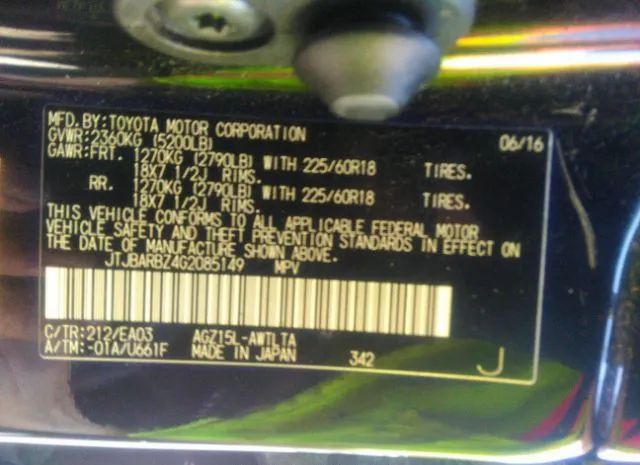 MFD.BY:TOYOTA MOTOR CORPORATION 06/16
GVWR:2360KG (5200LB)
GAWR:FRT. 1270KG (2790LB) WITH 225/60R18 TIRES.
18X7 1/2J RIMS.
RR. 1270KG (2790LB) WITH 225/60R18 TIRES.
18X7 1/2J RIMS.
THIS VEHICLE CONFORMS TO ALL APPLICABLE FEDERAL MOTOR
VEHICLE SAFETY AND THEFT PREVENTION STANDARDS IN EFFECT ON
THE DATE OF MANUFACTURE SHOWN ABOVE.
JTJBARBZ4G2085149 MPV
C/TR:212/EA03 AGZ15L-AWTLTA
A/TM:-01A/U661F MADE IN JAPAN 342 J